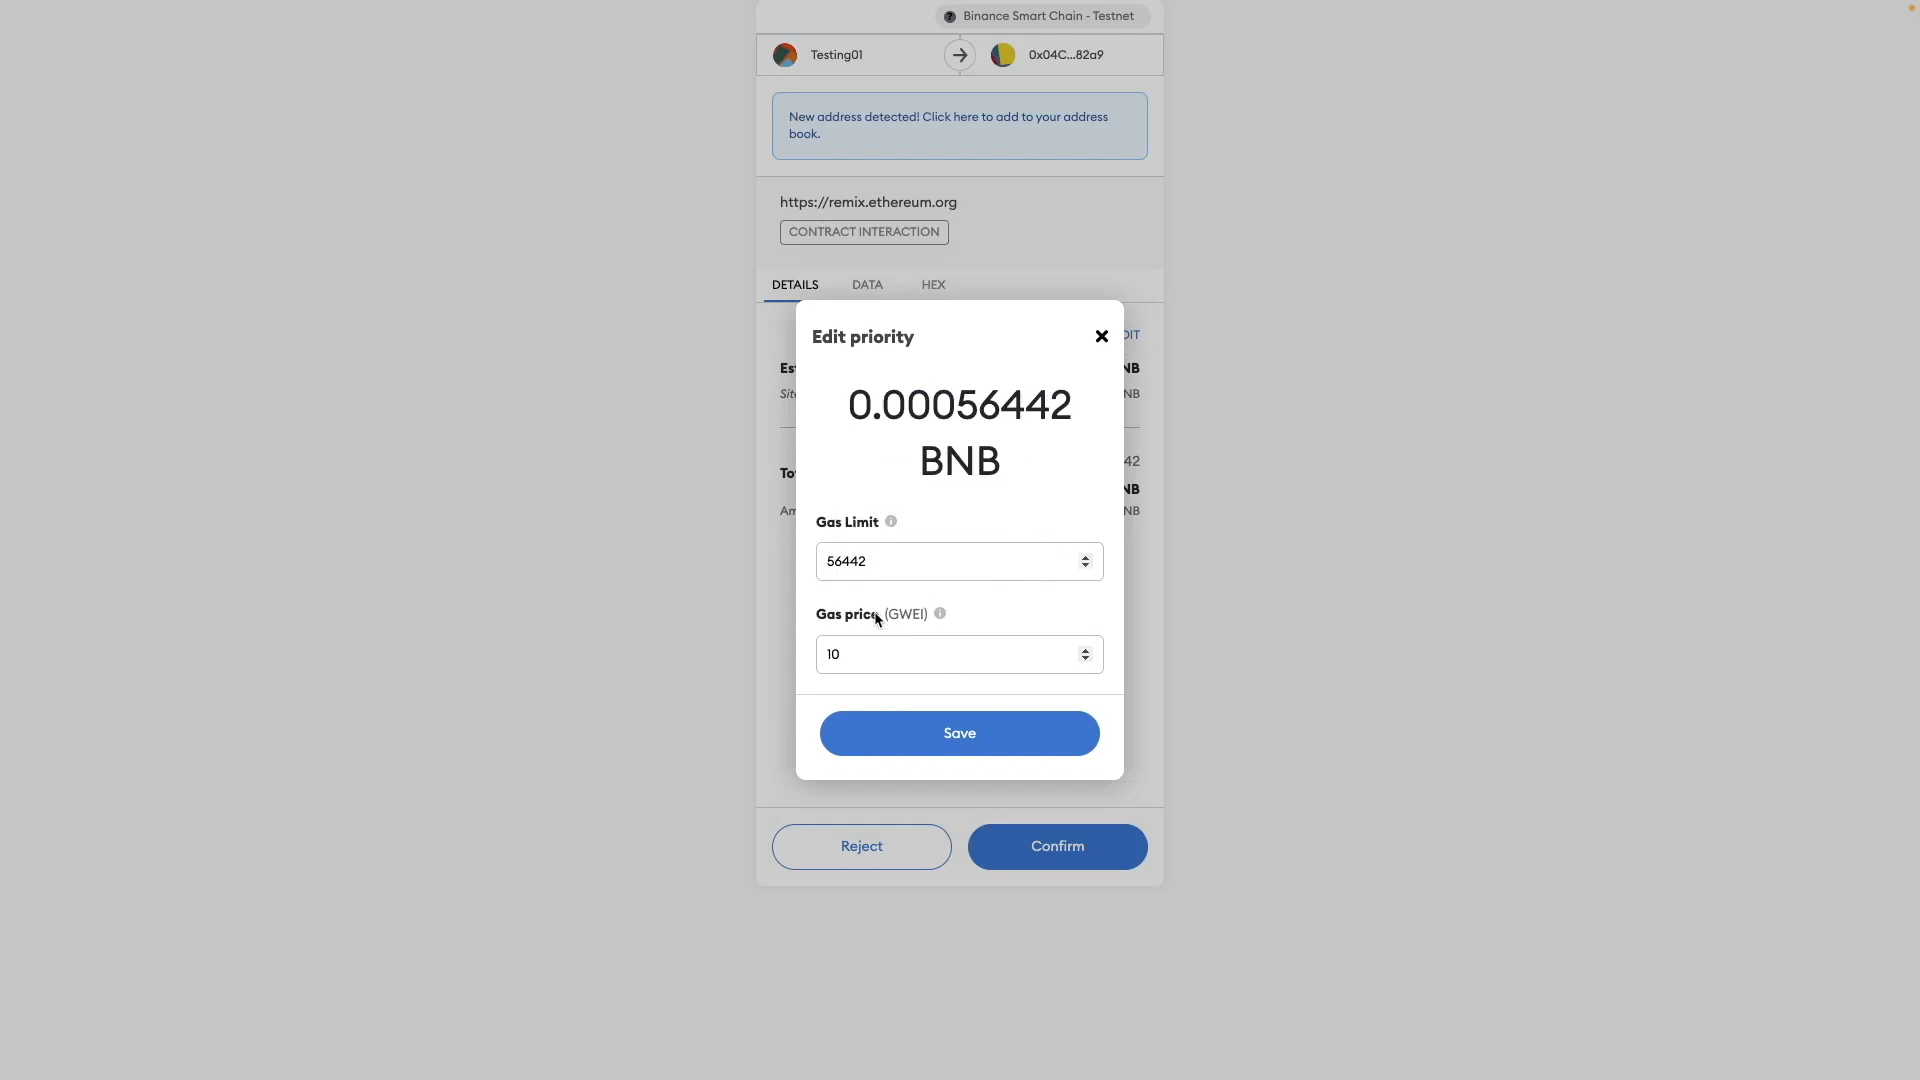 Binance Smart Chain - Testnet
Testing01
0x04C...82a9
New address detected! Click here to add to your address
book.
https://remix.ethereum.org
CONTRACT INTERACTION
DETAILS DATA HEX
Edit priority
0.00056442
BNB
Gas Limit
56442
Gas price (GWEI)
10
Save
Reject
Confirm